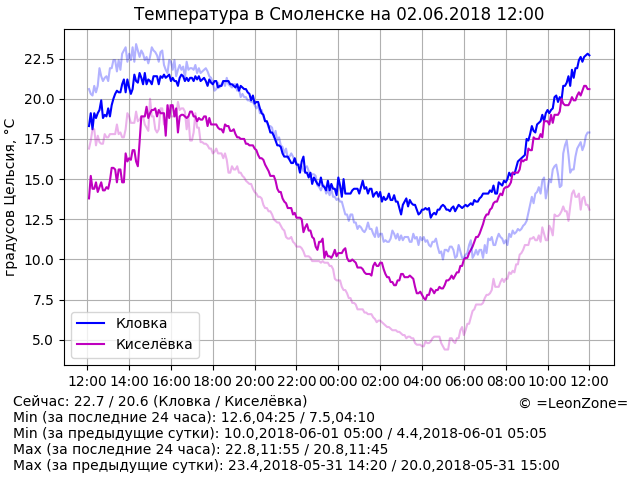 Температура в Смоленске на 02.06.2018 12:00
градусов Цельсия, °C
22.5
20.0
17.5
15.0
12.5
10.0
7.5
5.0
Кловка
Киселёвка
12:00 14:00 16:00 18:00 20:00 22:00 00:00 02:00 04:00 06:00 08:00 10:00 12:00
Сейчас: 22.7 / 20.6 (Кловка / Киселёвка)
© =LeonZone=
Min (за последние 24 часа): 12.6,04:25 / 7.5,04:10
Min (за предыдущие сутки): 10.0,2018-06-01 05:00 / 4.4,2018-06-01 05:05
Max (за последние 24 часа): 22.8,11:55 / 20.8,11:45
Max (за предыдущие сутки): 23.4,2018-05-31 14:20 / 20.0,2018-05-31 15:00